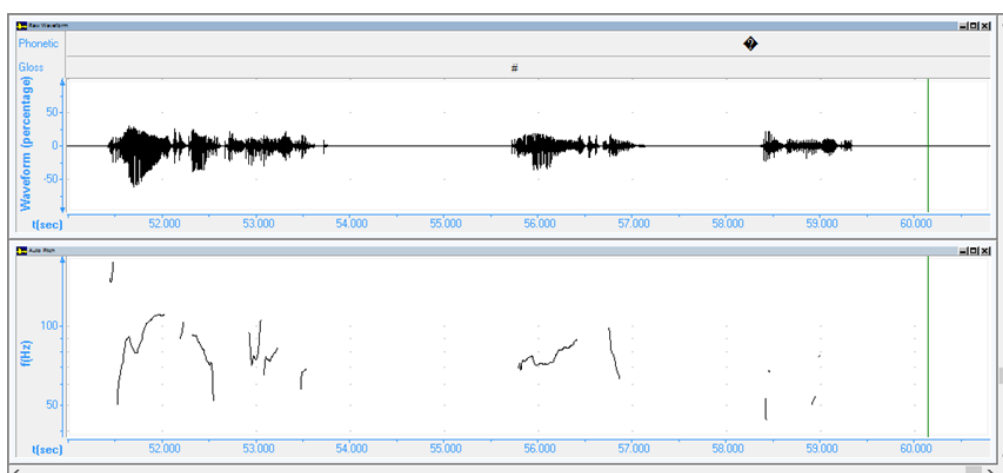 Raw Waveform
Phonetic �
Gloss #
Waveform (percentage)
50
0
-50
t(sec) 52.000 53.000 54.000 55.000 56.000 57.000 58.000 59.000 60.000
Auto Pitch
f(Hz)
100
50
t(sec) 52.000 53.000 54.000 55.000 56.000 57.000 58.000 59.000 60.000